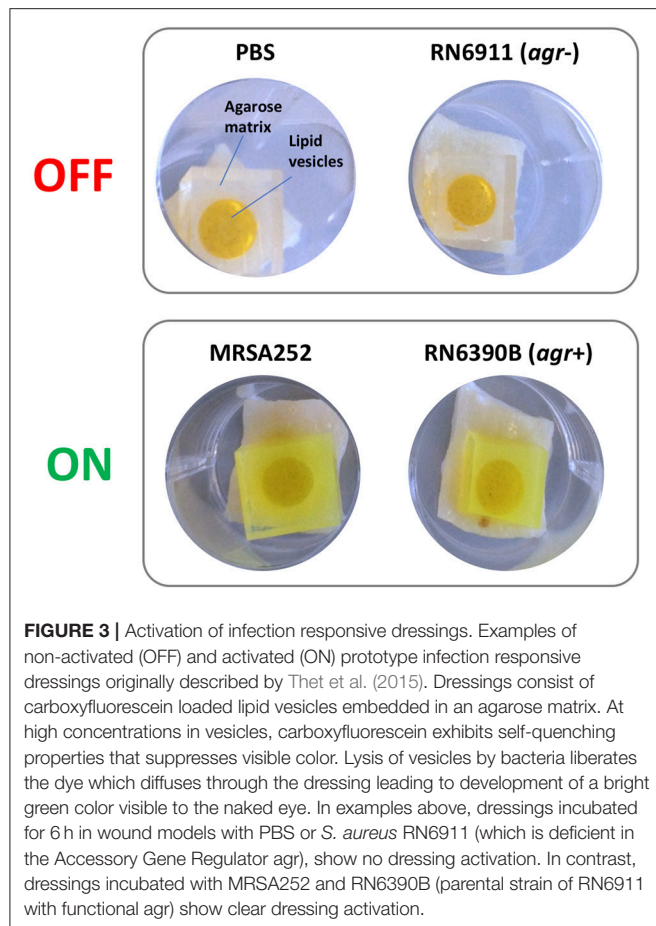 PBS
RN6911 (agr-)
Agarose
matrix
Lipid
vesicles
OFF
MRSA252
RN6390B (agr+)
ON
FIGURE 3 | Activation of infection responsive dressings. Examples of
non-activated (OFF) and activated (ON) prototype infection responsive
dressings originally described by Thet et al. (2015). Dressings consist of
carboxyfluorescein loaded lipid vesicles embedded in an agarose matrix. At
high concentrations in vesicles, carboxyfluorescein exhibits self-quenching
properties that suppresses visible color. Lysis of vesicles by bacteria liberates
the dye which diffuses through the dressing leading to development of a bright
green color visible to the naked eye. In examples above, dressings incubated
for 6 h in wound models with PBS or S. aureus RN6911 (which is deficient in
the Accessory Gene Regulator agr), show no dressing activation. In contrast,
dressings incubated with MRSA252 and RN6390B (parental strain of RN6911
with functional agr) show clear dressing activation.